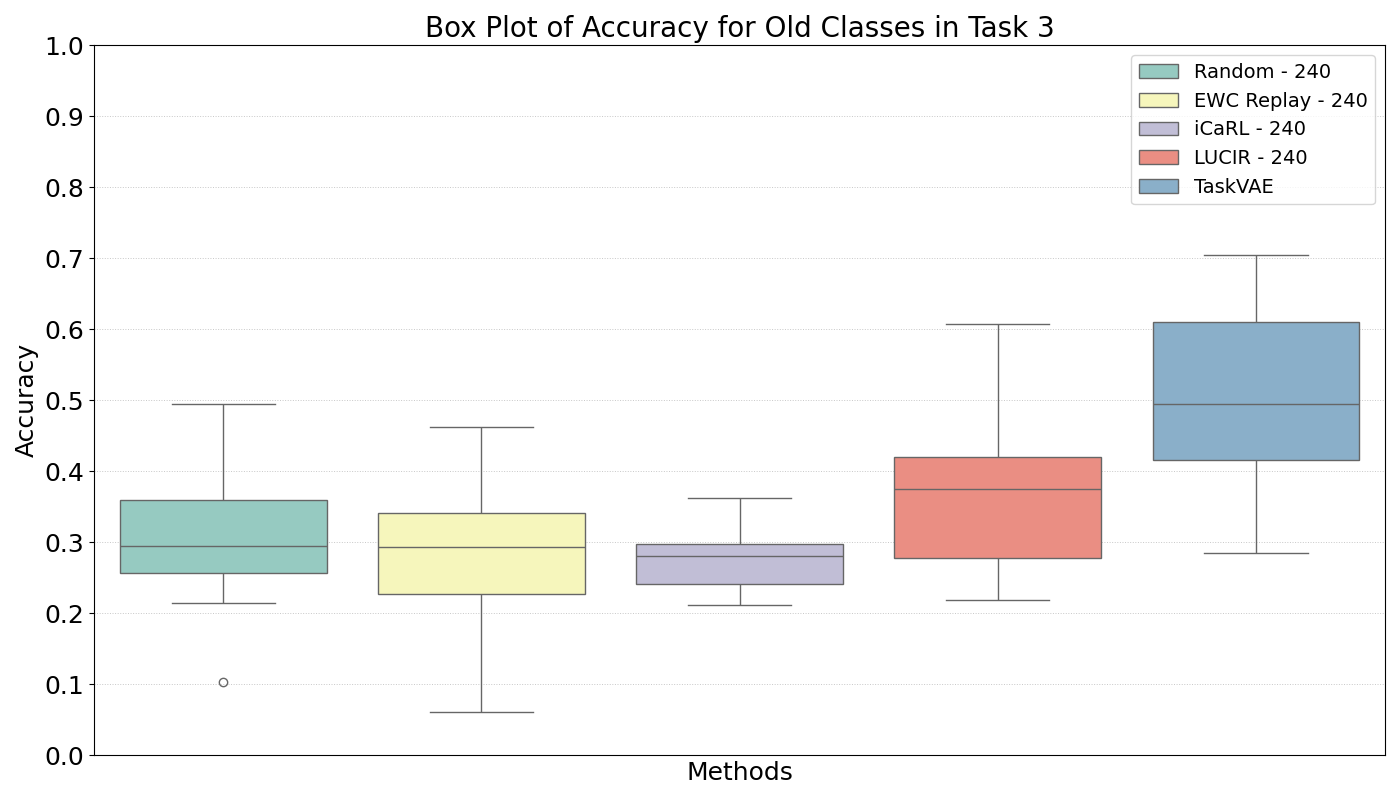 Box Plot of Accuracy for Old Classes in Task 3
1.0
0.9
0.8
0.7
0.6
0.5
0.4
0.3
0.2
0.1
0.0
Accuracy
Methods
Random - 240
EWC Replay - 240
iCaRL - 240
LUCIR - 240
TaskVAE